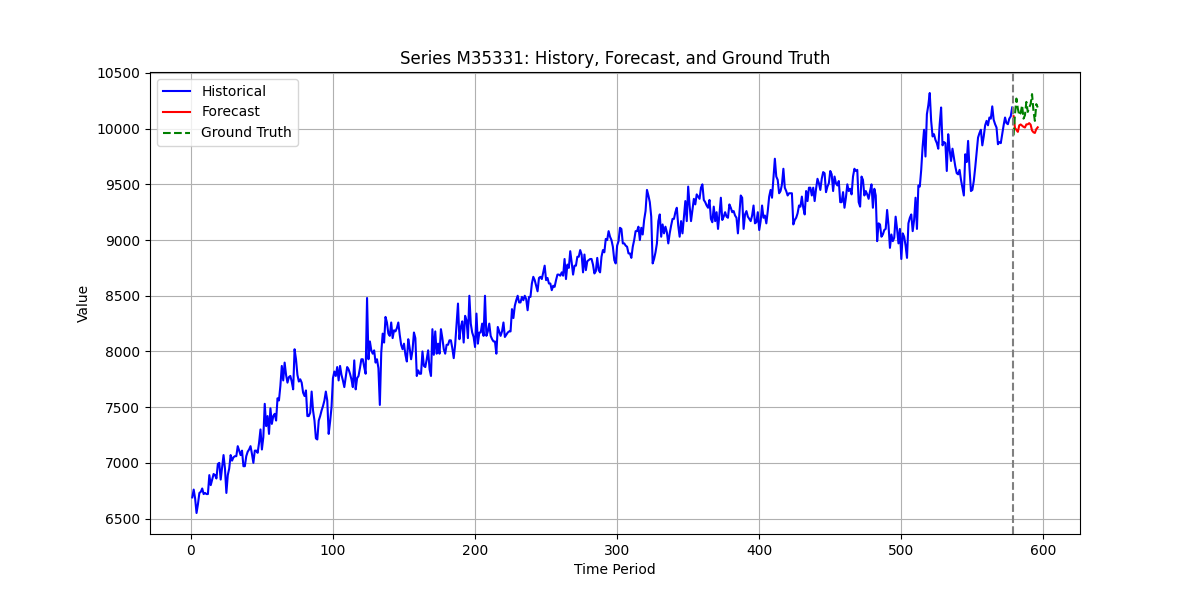 Series M35331: History, Forecast, and Ground Truth
10500
10000
9500
9000
8500
8000
7500
7000
6500
Value
Historical
Forecast
Ground Truth
0
100
200
300
400
500
600
Time Period